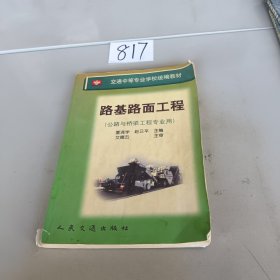 817
交通中等专业学校统编教材
路基路面工程
(公路与桥梁工程专业用)
主编
主审
人民交通出版社